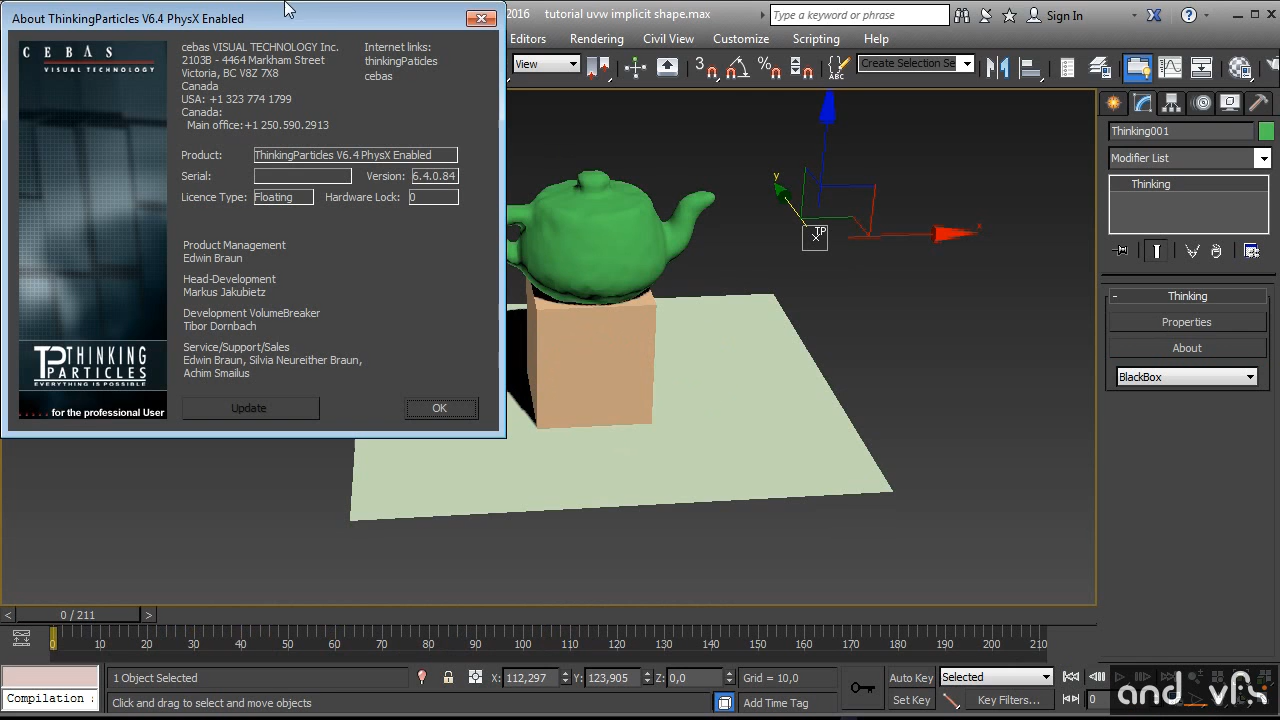 About ThinkingParticles V6.4 PhysX Enabled
2016 tutorial uvw implicit shape.max
Type a keyword or phrase
Sign In
Editors Rendering Civil View Customize Scripting Help
View
3
%
ABC
Create Selection Se
CEBAS
VISUAL TECHNOLOGY
cebas VISUAL TECHNOLOGY Inc.
2103B - 4464 Markham Street
Victoria, BC V8Z 7X8
Canada
USA: +1 323 774 1799
Canada:
Main office: +1 250.590.2913
Internet links:
thinkingPaticles
cebas
Product: ThinkingParticles V6.4 PhysX Enabled
Serial: Version: 6.4.0.84
Licence Type: Floating Hardware Lock: 0
Product Management
Edwin Braun
Head-Development
Markus Jakubietz
Development VolumeBreaker
Tibor Dornbach
Service/Support/Sales
Edwin Braun, Silvia Neureither Braun,
Achim Smailus
TP THINKING
PARTICLES
EVERYTHING IS POSSIBLE
. . . . . for the professional User
Update OK
y
TP
x
Thinking001
Modifier List
Thinking
- Thinking
Properties
About
BlackBox
< 0 / 211 >
0 10 20 30 40 50 60 70 80 90 100 110 120 130 140 150 160 170 180 190 200 210
1 Object Selected
X: 112,297 Y: 123,905 Z: 0,0 Grid = 10,0
Auto Key Selected
Compilation
Click and drag to select and move objects
Add Time Tag
Set Key Key Filters... 0
and vfx